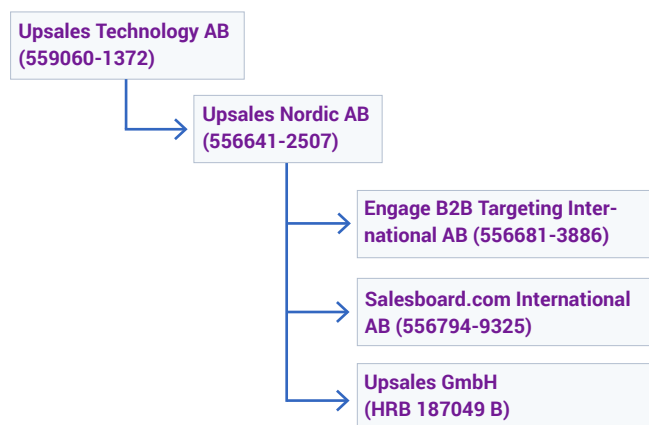 Upsales Technology AB
(559060-1372)
Upsales Nordic AB
(556641-2507)
Engage B2B Targeting Inter-
national AB (556681-3886)
Salesboard.com International
AB (556794-9325)
Upsales GmbH
(HRB 187049 B)